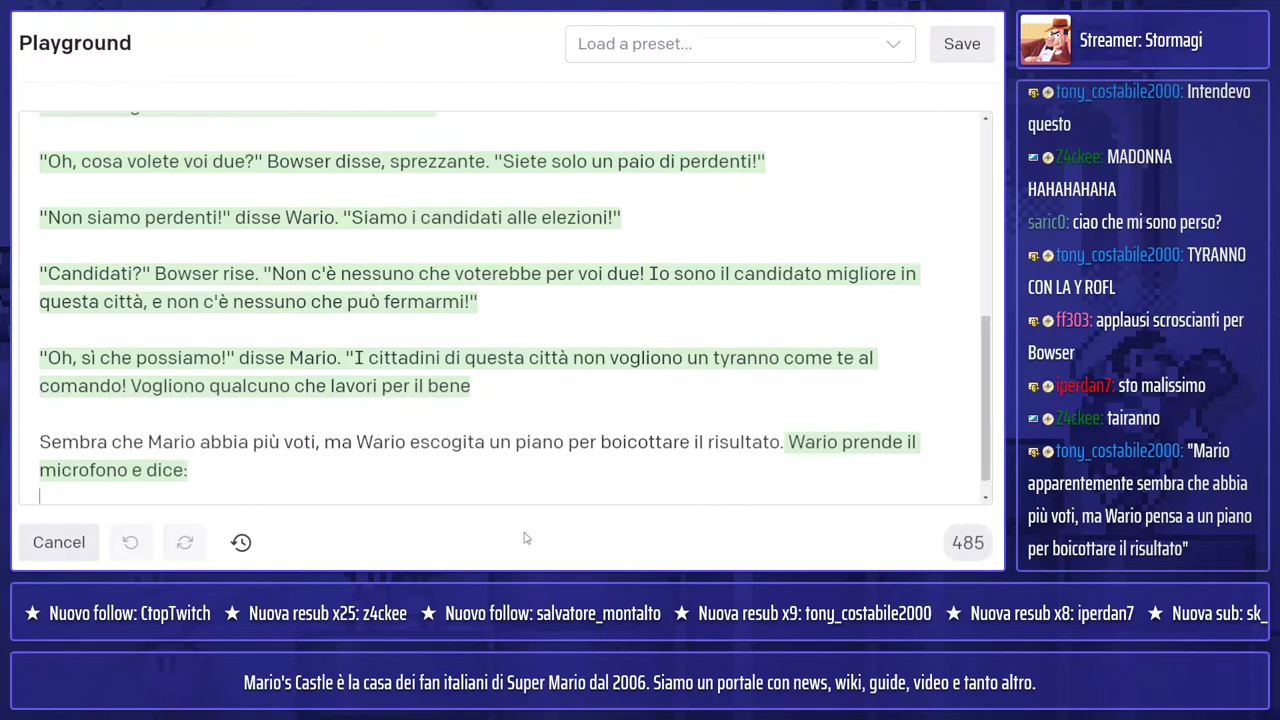 Playground
Load a preset...
Save
"Oh, cosa volete voi due?" Bowser disse, sprezzante. "Siete solo un paio di perdenti!"
"Non siamo perdenti!" disse Wario. "Siamo i candidati alle elezioni!"
"Candidati?" Bowser rise. "Non c'è nessuno che voterebbe per voi due! Io sono il candidato migliore in
questa città, e non c'è nessuno che può fermarmi!"
"Oh, sì che possiamo!" disse Mario. "I cittadini di questa città non vogliono un tyranno come te al
comando! Vogliono qualcuno che lavori per il bene
Sembra che Mario abbia più voti, ma Wario escogita un piano per boicottare il risultato. Wario prende il
microfono e dice:
Cancel
485
Streamer: Stormagi
tony_costabile2000: Intendevo
questo
Z4ckee: MADONNA
HAHAHAHAHA
saric0: ciao che mi sono perso?
tony_costabile2000: TYRANNO
CON LA Y ROFL
ff303: applausi scroscianti per
Bowser
iperdan7: sto malissimo
Z4ckee: tairanno
tony_costabile2000: "Mario
apparentemente sembra che abbia
più voti, ma Wario pensa a un piano
per boicottare il risultato"
★ Nuovo follow: CtopTwitch ★ Nuova resub x25: z4ckee ★ Nuovo follow: salvatore_montalto ★ Nuova resub x9: tony_costabile2000 ★ Nuova resub x8: iperdan7 ★ Nuova sub: sk_
Mario's Castle è la casa dei fan italiani di Super Mario dal 2006. Siamo un portale con news, wiki, guide, video e tanto altro.